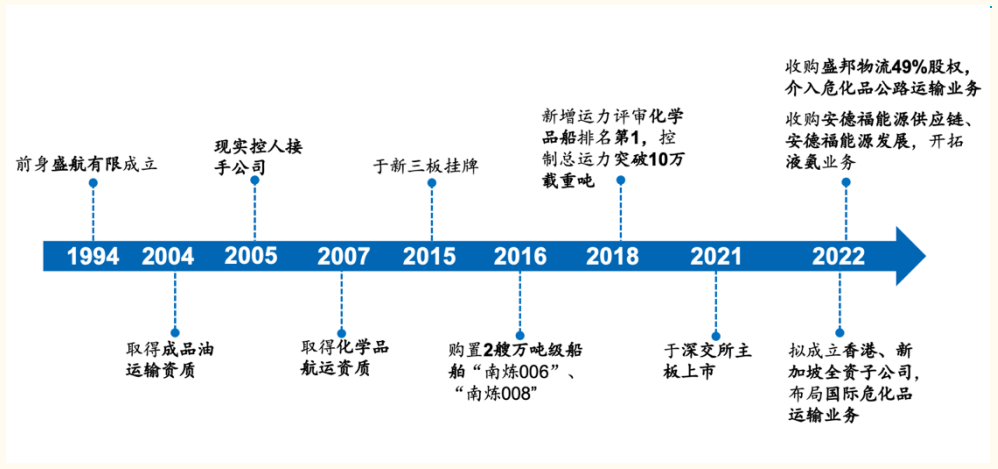 收购盛邦物流49%股权，
介入危化品公路运输业务
收购安德福能源供应链、
安德福能源发展，开拓
液氨业务
新增运力评审化学
品船排名第1，控
制总运力突破10万
载重吨
现实控人接
手公司
前身盛航有限成立
于新三板挂牌
1994 2004 2005 2007 2015 2016 2018 2021 2022
取得成品油
运输资质
取得化学品
航运资质
购置2艘万吨级船
舶“南炼006”、
“南炼008”
于深交所主
板上市
拟成立香港、新
加坡全资子公司，
布局国际危化品
运输业务